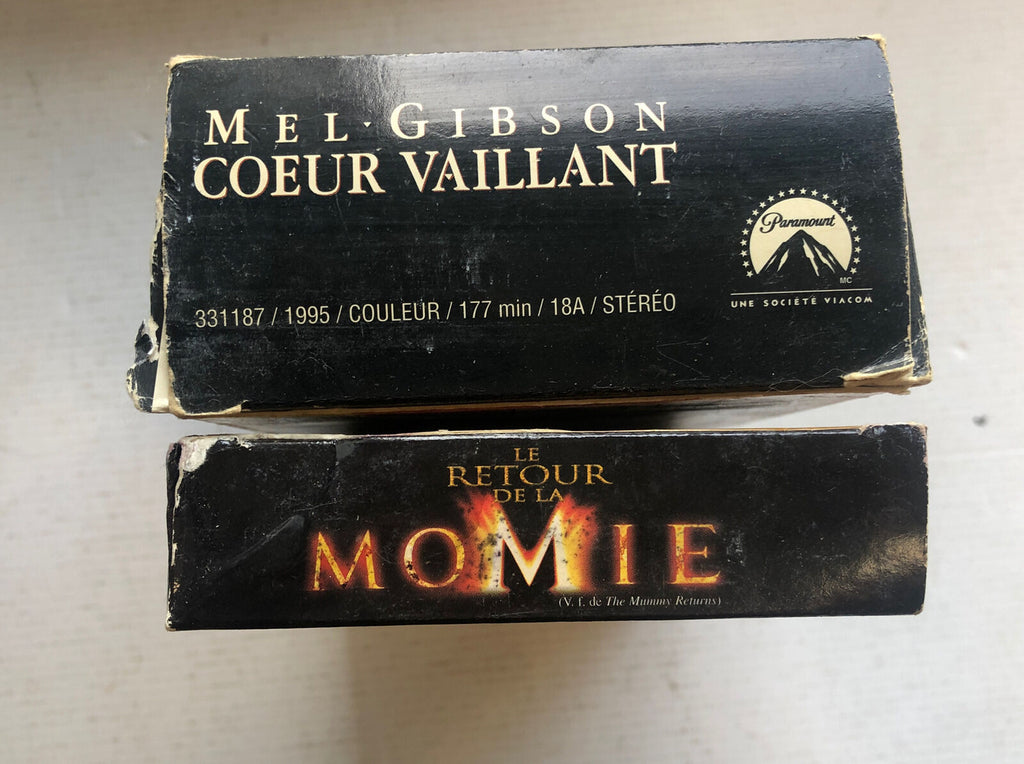 MEL · GIBSON
COEUR VAILLANT
Paramount
MC
UNE SOCIÉTÉ VIACOM
331187 / 1995 / COULEUR / 177 min / 18A / STÉRÉO
LE
RETOUR
DE LA
MOMIE
(V. f. de The Mummy Returns)